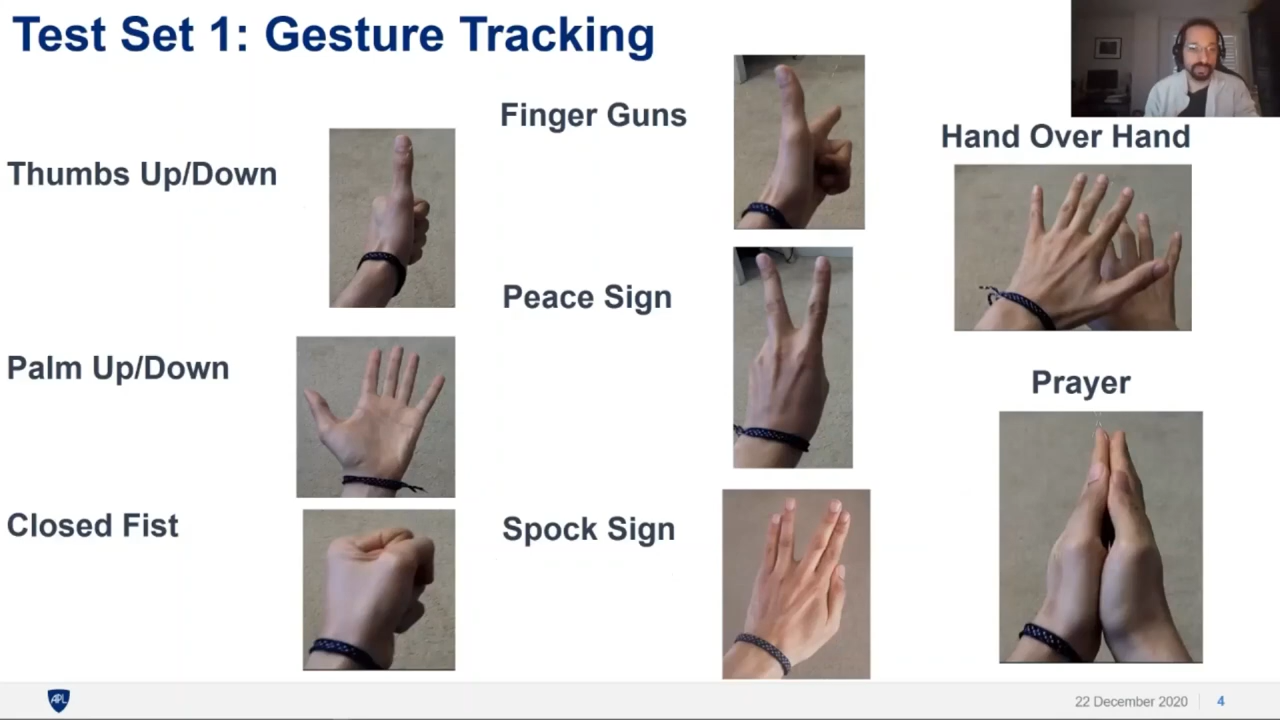 Test Set 1: Gesture Tracking
Thumbs Up/Down
Palm Up/Down
Closed Fist
Finger Guns
Peace Sign
Spock Sign
Hand Over Hand
Prayer
APL
22 December 2020
4